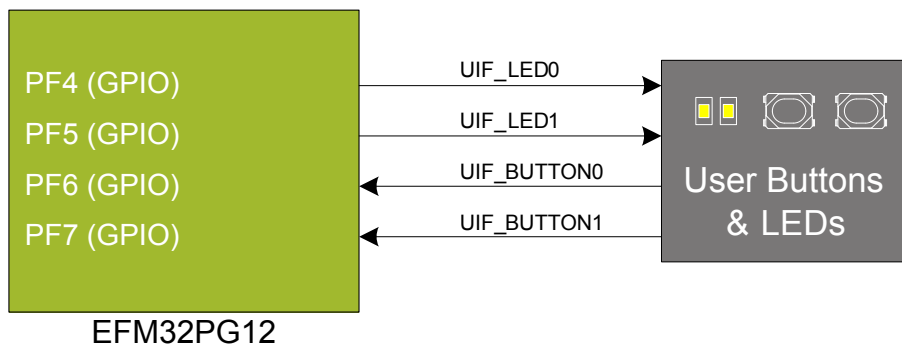 PF4 (GPIO)
PF5 (GPIO)
PF6 (GPIO)
PF7 (GPIO)
UIF_LED0
UIF_LED1
UIF_BUTTON0
UIF_BUTTON1
User Buttons
& LEDs
EFM32PG12